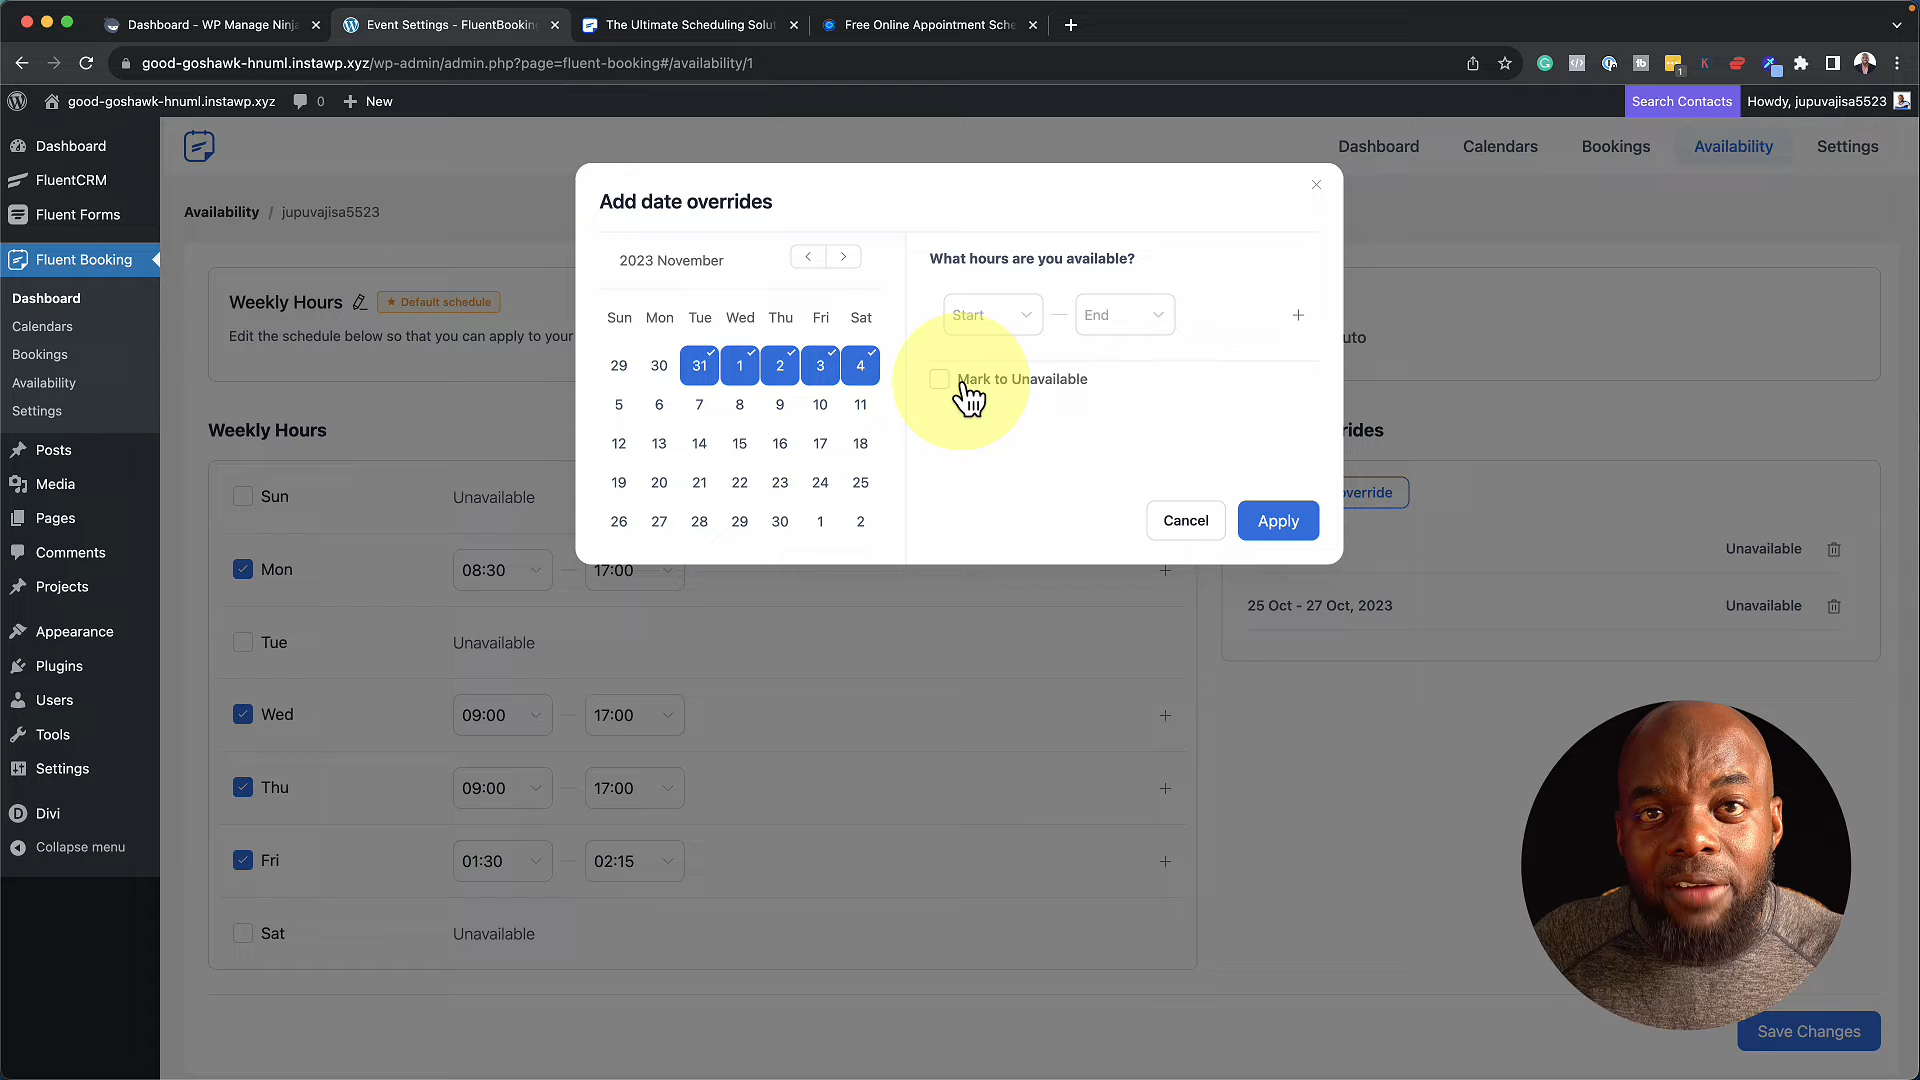 Dashboard - WP Manage Ninja
Event Settings - FluentBooking
The Ultimate Scheduling Solut
Free Online Appointment Sche
good-goshawk-hnuml.instawp.xyz/wp-admin/admin.php?page=fluent-booking#/availability/1
good-goshawk-hnuml.instawp.xyz
0
New
Search Contacts
Howdy, jupuvajisa5523
Dashboard
FluentCRM
Fluent Forms
Fluent Booking
Dashboard
Calendars
Bookings
Availability
Settings
Posts
Media
Pages
Comments
Projects
Appearance
Plugins
Users
Tools
Settings
Divi
Collapse menu
Dashboard
Calendars
Bookings
Availability
Settings
Availability / jupuvajisa5523
Weekly Hours
Default schedule
Edit the schedule below so that you can apply to your
uto
Add date overrides
2023 November
Sun Mon Tue Wed Thu Fri Sat
29 30 31 1 2 3 4
5 6 7 8 9 10 11
12 13 14 15 16 17 18
19 20 21 22 23 24 25
26 27 28 29 30 1 2
What hours are you available?
Start — End
Mark to Unavailable
Cancel
Apply
Weekly Hours
Sun Unavailable
Mon 08:30 17:00
Tue Unavailable
Wed 09:00 17:00
Thu 09:00 17:00
Fri 01:30 02:15
Sat Unavailable
rides
override
Unavailable
25 Oct - 27 Oct, 2023 Unavailable
Save Changes